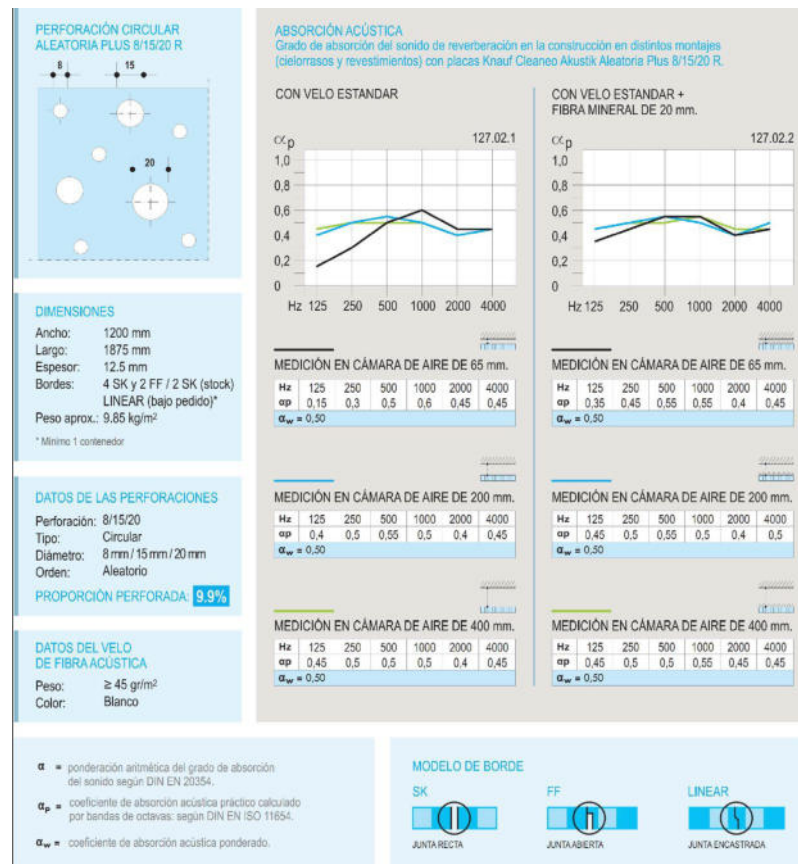 PERFORACIÓN CIRCULAR
ALEATORIA PLUS 8/15/20 R
8 15
20
DIMENSIONES
Ancho: 1200 mm
Largo: 1875 mm
Espesor: 12.5 mm
Bordes: 4 SK y 2 FF / 2 SK (stock)
LINEAR (bajo pedido)*
Peso aprox.: 9.85 kg/m²
* Mínimo 1 contenedor
DATOS DE LAS PERFORACIONES
Perforación: 8/15/20
Tipo: Circular
Diámetro: 8 mm / 15 mm / 20 mm
Orden: Aleatorio
PROPORCIÓN PERFORADA: 9.9%
DATOS DEL VELO
DE FIBRA ACÚSTICA
Peso: ≥ 45 gr/m²
Color: Blanco
ABSORCIÓN ACÚSTICA
Grado de absorción del sonido de reverberación en la construcción en distintos montajes
(cielorrasos y revestimientos) con placas Knauf Cleaneo Akustik Aleatoria Plus 8/15/20 R.
CON VELO ESTANDAR
αp 127.02.1
1,0
0,8
0,6
0,4
0,2
0
Hz 125 250 500 1000 2000 4000
MEDICIÓN EN CÁMARA DE AIRE DE 65 mm.
Hz 125 250 500 1000 2000 4000
αp 0,15 0,3 0,5 0,6 0,45 0,45
αw = 0,50
MEDICIÓN EN CÁMARA DE AIRE DE 200 mm.
Hz 125 250 500 1000 2000 4000
αp 0,4 0,5 0,55 0,5 0,4 0,45
αw = 0,50
MEDICIÓN EN CÁMARA DE AIRE DE 400 mm.
Hz 125 250 500 1000 2000 4000
αp 0,45 0,5 0,5 0,5 0,4 0,45
αw = 0,50
CON VELO ESTANDAR +
FIBRA MINERAL DE 20 mm.
αp 127.02.2
1,0
0,8
0,6
0,4
0,2
0
Hz 125 250 500 1000 2000 4000
MEDICIÓN EN CÁMARA DE AIRE DE 65 mm.
Hz 125 250 500 1000 2000 4000
αp 0,35 0,45 0,55 0,55 0,4 0,45
αw = 0,50
MEDICIÓN EN CÁMARA DE AIRE DE 200 mm.
Hz 125 250 500 1000 2000 4000
αp 0,45 0,5 0,55 0,5 0,4 0,5
αw = 0,50
MEDICIÓN EN CÁMARA DE AIRE DE 400 mm.
Hz 125 250 500 1000 2000 4000
αp 0,45 0,5 0,5 0,55 0,45 0,45
αw = 0,50
α = ponderación aritmética del grado de absorción
del sonido según DIN EN 20354.
αp = coeficiente de absorción acústica práctico calculado
por bandas de octavas: según DIN EN ISO 11654.
αw = coeficiente de absorción acústica ponderado.
MODELO DE BORDE
SK FF LINEAR
JUNTA RECTA JUNTA ABIERTA JUNTA ENCASTRADA